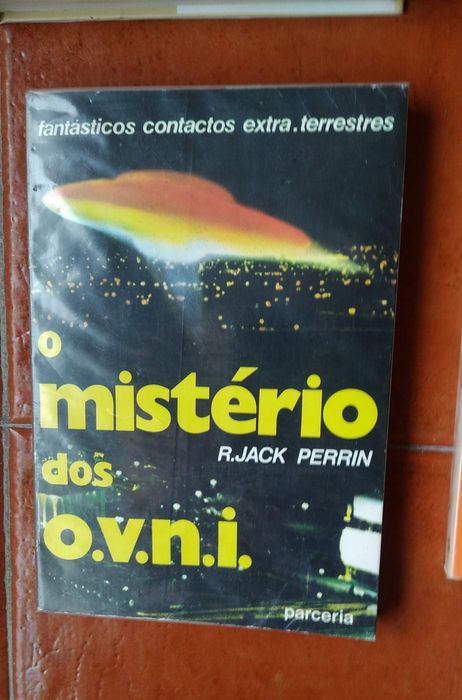 fantásticos contactos extra.terrestres
o
mistério
R.JACK PERRIN
dos
o.v.n.i.
parceria